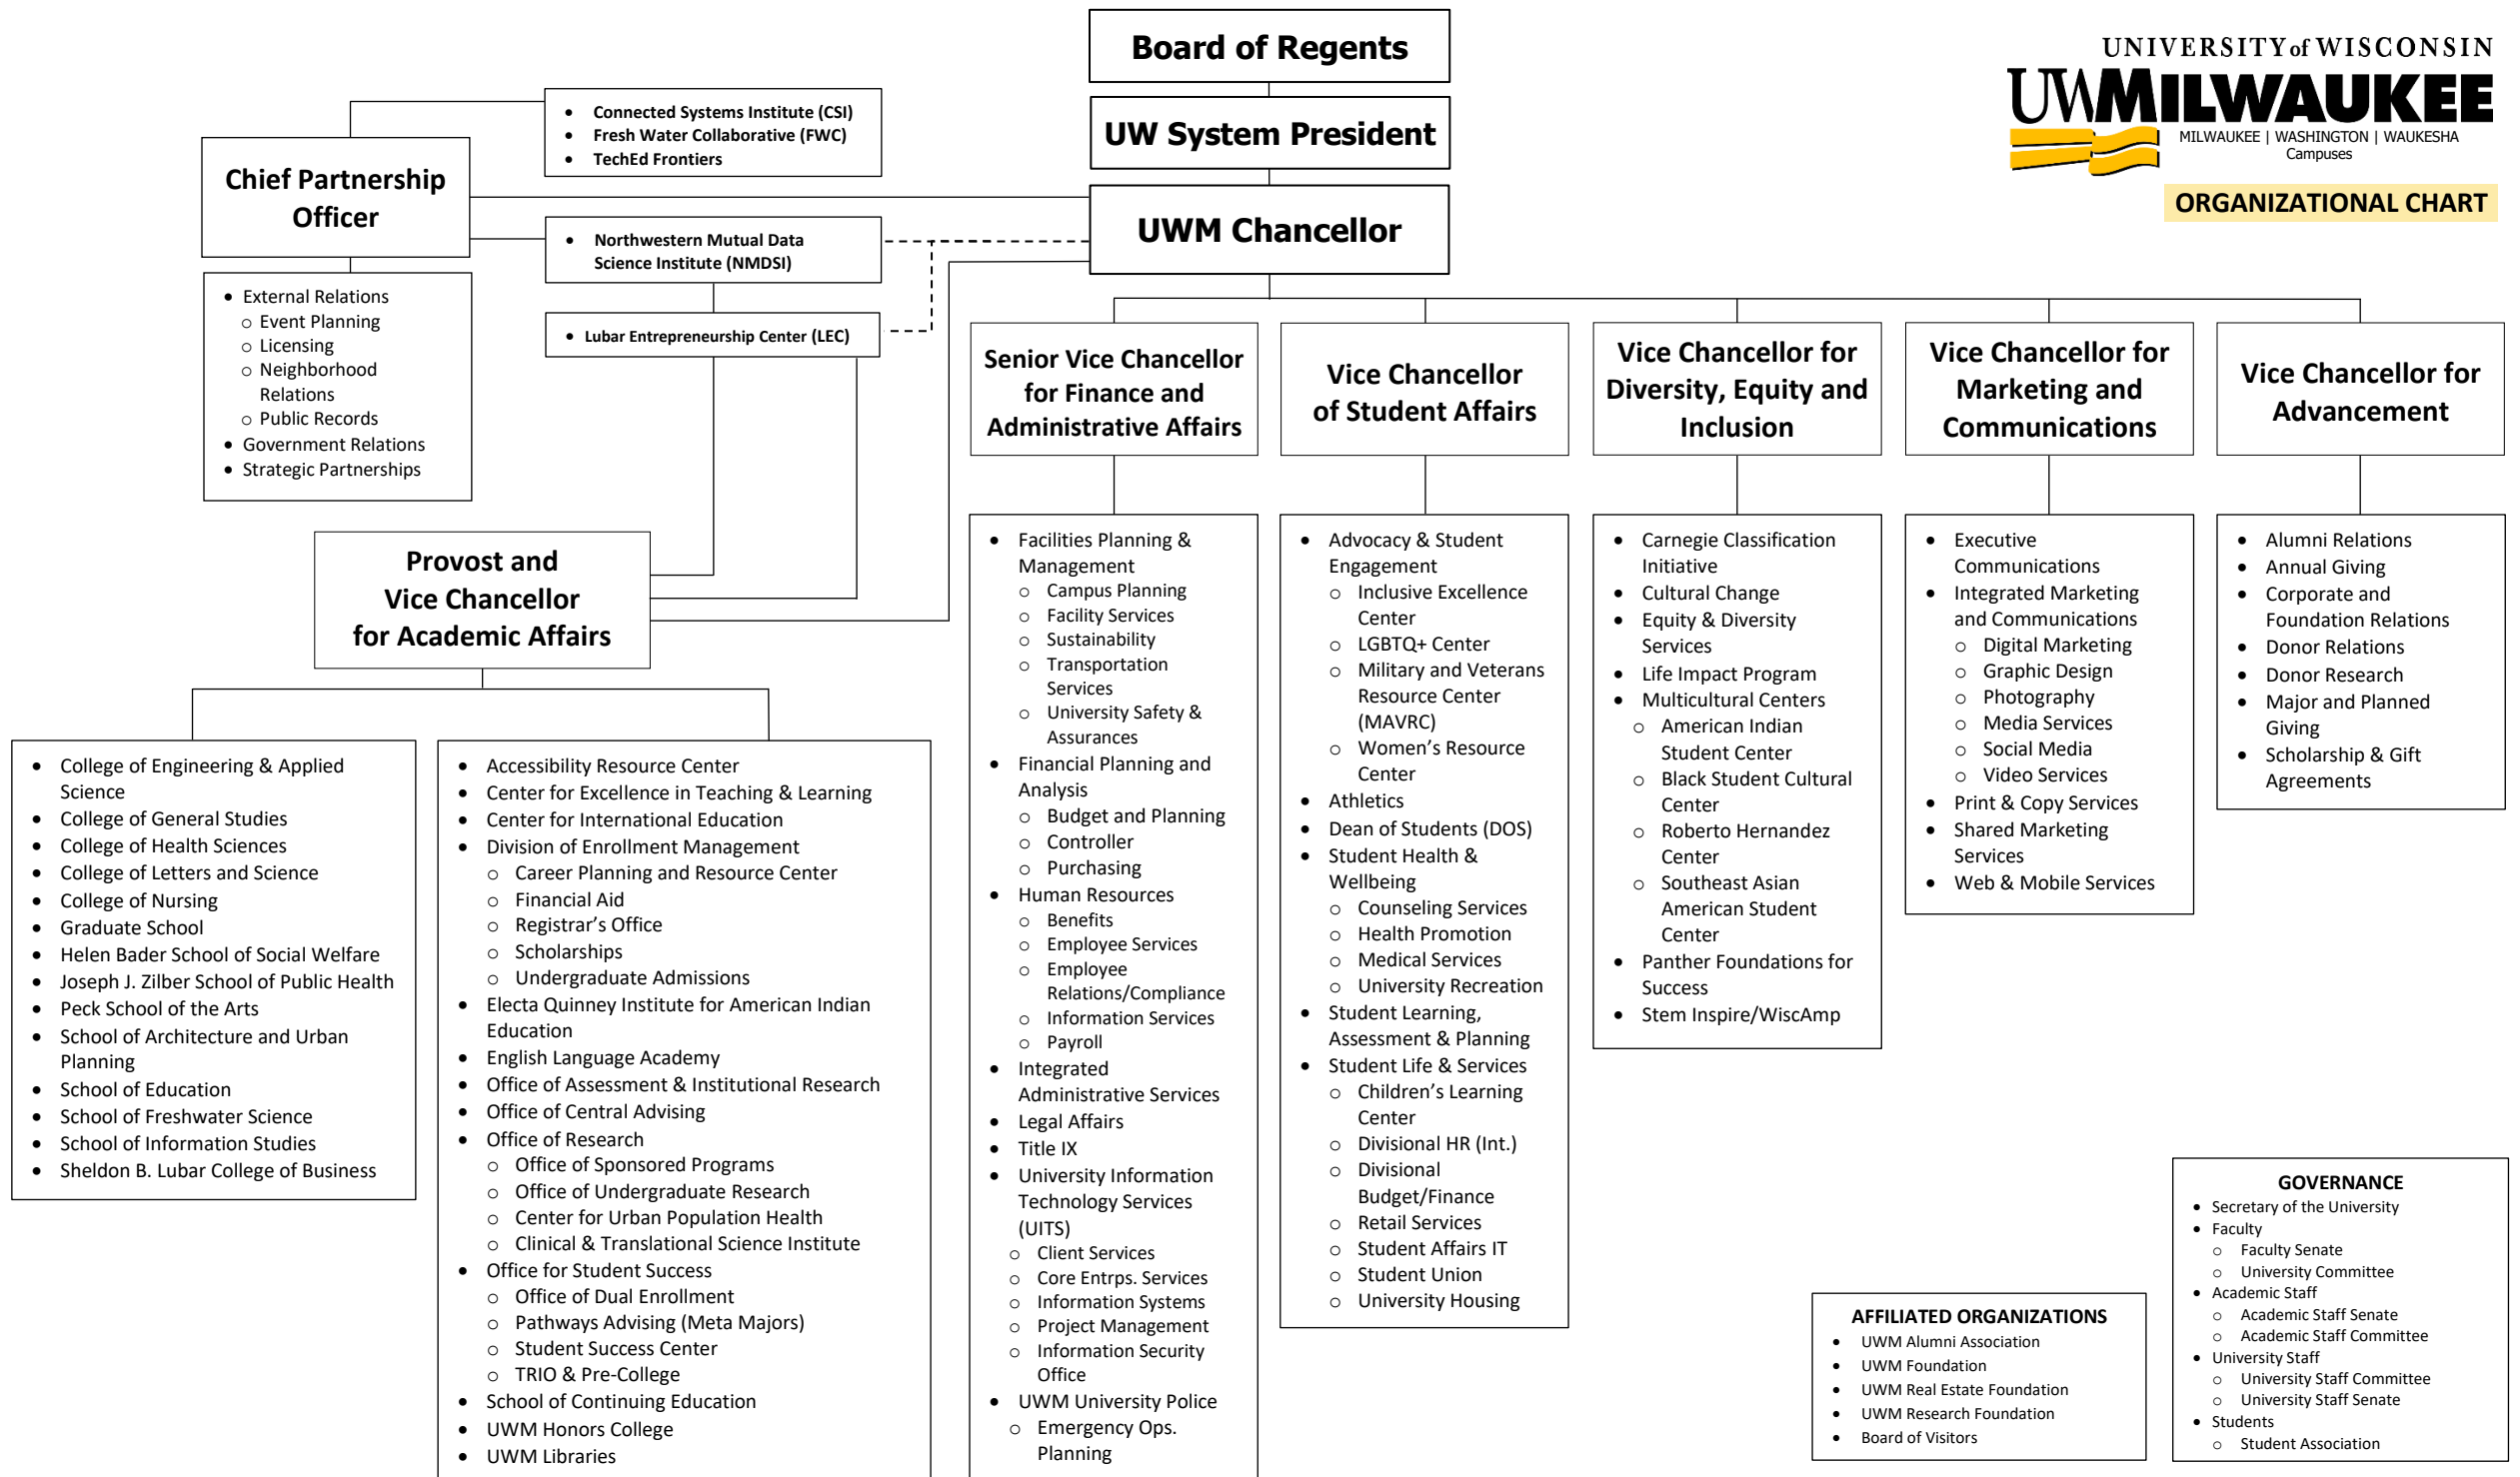 Board of Regents
UW System President
UWM Chancellor
UNIVERSITY of WISCONSIN
UWMILWAUKEE
MILWAUKEE | WASHINGTON | WAUKESHA
Campuses
ORGANIZATIONAL CHART
• Connected Systems Institute (CSI)
• Fresh Water Collaborative (FWC)
• TechEd Frontiers
Chief Partnership
Officer
• Northwestern Mutual Data
Science Institute (NMDSI)
• Lubar Entrepreneurship Center (LEC)
• External Relations
o Event Planning
o Licensing
o Neighborhood
Relations
o Public Records
• Government Relations
• Strategic Partnerships
Provost and
Vice Chancellor
for Academic Affairs
• College of Engineering & Applied
Science
• College of General Studies
• College of Health Sciences
• College of Letters and Science
• College of Nursing
• Graduate School
• Helen Bader School of Social Welfare
• Joseph J. Zilber School of Public Health
• Peck School of the Arts
• School of Architecture and Urban
Planning
• School of Education
• School of Freshwater Science
• School of Information Studies
• Sheldon B. Lubar College of Business
• Accessibility Resource Center
• Center for Excellence in Teaching & Learning
• Center for International Education
• Division of Enrollment Management
o Career Planning and Resource Center
o Financial Aid
o Registrar’s Office
o Scholarships
o Undergraduate Admissions
• Electa Quinney Institute for American Indian
Education
• English Language Academy
• Office of Assessment & Institutional Research
• Office of Central Advising
• Office of Research
o Office of Sponsored Programs
o Office of Undergraduate Research
o Center for Urban Population Health
o Clinical & Translational Science Institute
• Office for Student Success
o Office of Dual Enrollment
o Pathways Advising (Meta Majors)
o Student Success Center
o TRIO & Pre-College
• School of Continuing Education
• UWM Honors College
• UWM Libraries
Senior Vice Chancellor
for Finance and
Administrative Affairs
• Facilities Planning &
Management
o Campus Planning
o Facility Services
o Sustainability
o Transportation
Services
o University Safety &
Assurances
• Financial Planning and
Analysis
o Budget and Planning
o Controller
o Purchasing
• Human Resources
o Benefits
o Employee Services
o Employee
Relations/Compliance
o Information Services
o Payroll
• Integrated
Administrative Services
• Legal Affairs
• Title IX
• University Information
Technology Services
(UITS)
o Client Services
o Core Entrps. Services
o Information Systems
o Project Management
o Information Security
Office
• UWM University Police
o Emergency Ops.
Planning
Vice Chancellor
of Student Affairs
• Advocacy & Student
Engagement
o Inclusive Excellence
Center
o LGBTQ+ Center
o Military and Veterans
Resource Center
(MAVRC)
o Women’s Resource
Center
• Athletics
• Dean of Students (DOS)
• Student Health &
Wellbeing
o Counseling Services
o Health Promotion
o Medical Services
o University Recreation
• Student Learning,
Assessment & Planning
• Student Life & Services
o Children’s Learning
Center
o Divisional HR (Int.)
o Divisional
Budget/Finance
o Retail Services
o Student Affairs IT
o Student Union
o University Housing
Vice Chancellor for
Diversity, Equity and
Inclusion
• Carnegie Classification
Initiative
• Cultural Change
• Equity & Diversity
Services
• Life Impact Program
• Multicultural Centers
o American Indian
Student Center
o Black Student Cultural
Center
o Roberto Hernandez
Center
o Southeast Asian
American Student
Center
• Panther Foundations for
Success
• Stem Inspire/WiscAmp
Vice Chancellor for
Marketing and
Communications
• Executive
Communications
• Integrated Marketing
and Communications
o Digital Marketing
o Graphic Design
o Photography
o Media Services
o Social Media
o Video Services
• Print & Copy Services
• Shared Marketing
Services
• Web & Mobile Services
Vice Chancellor for
Advancement
• Alumni Relations
• Annual Giving
• Corporate and
Foundation Relations
• Donor Relations
• Donor Research
• Major and Planned
Giving
• Scholarship & Gift
Agreements
AFFILIATED ORGANIZATIONS
• UWM Alumni Association
• UWM Foundation
• UWM Real Estate Foundation
• UWM Research Foundation
• Board of Visitors
GOVERNANCE
• Secretary of the University
• Faculty
o Faculty Senate
o University Committee
• Academic Staff
o Academic Staff Senate
o Academic Staff Committee
• University Staff
o University Staff Committee
o University Staff Senate
• Students
o Student Association